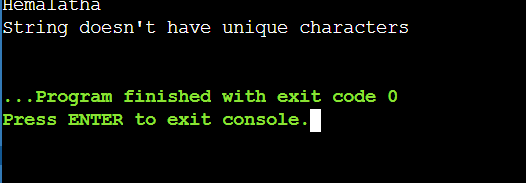 Hemalatha
String doesn't have unique characters
...Program finished with exit code 0
Press ENTER to exit console.